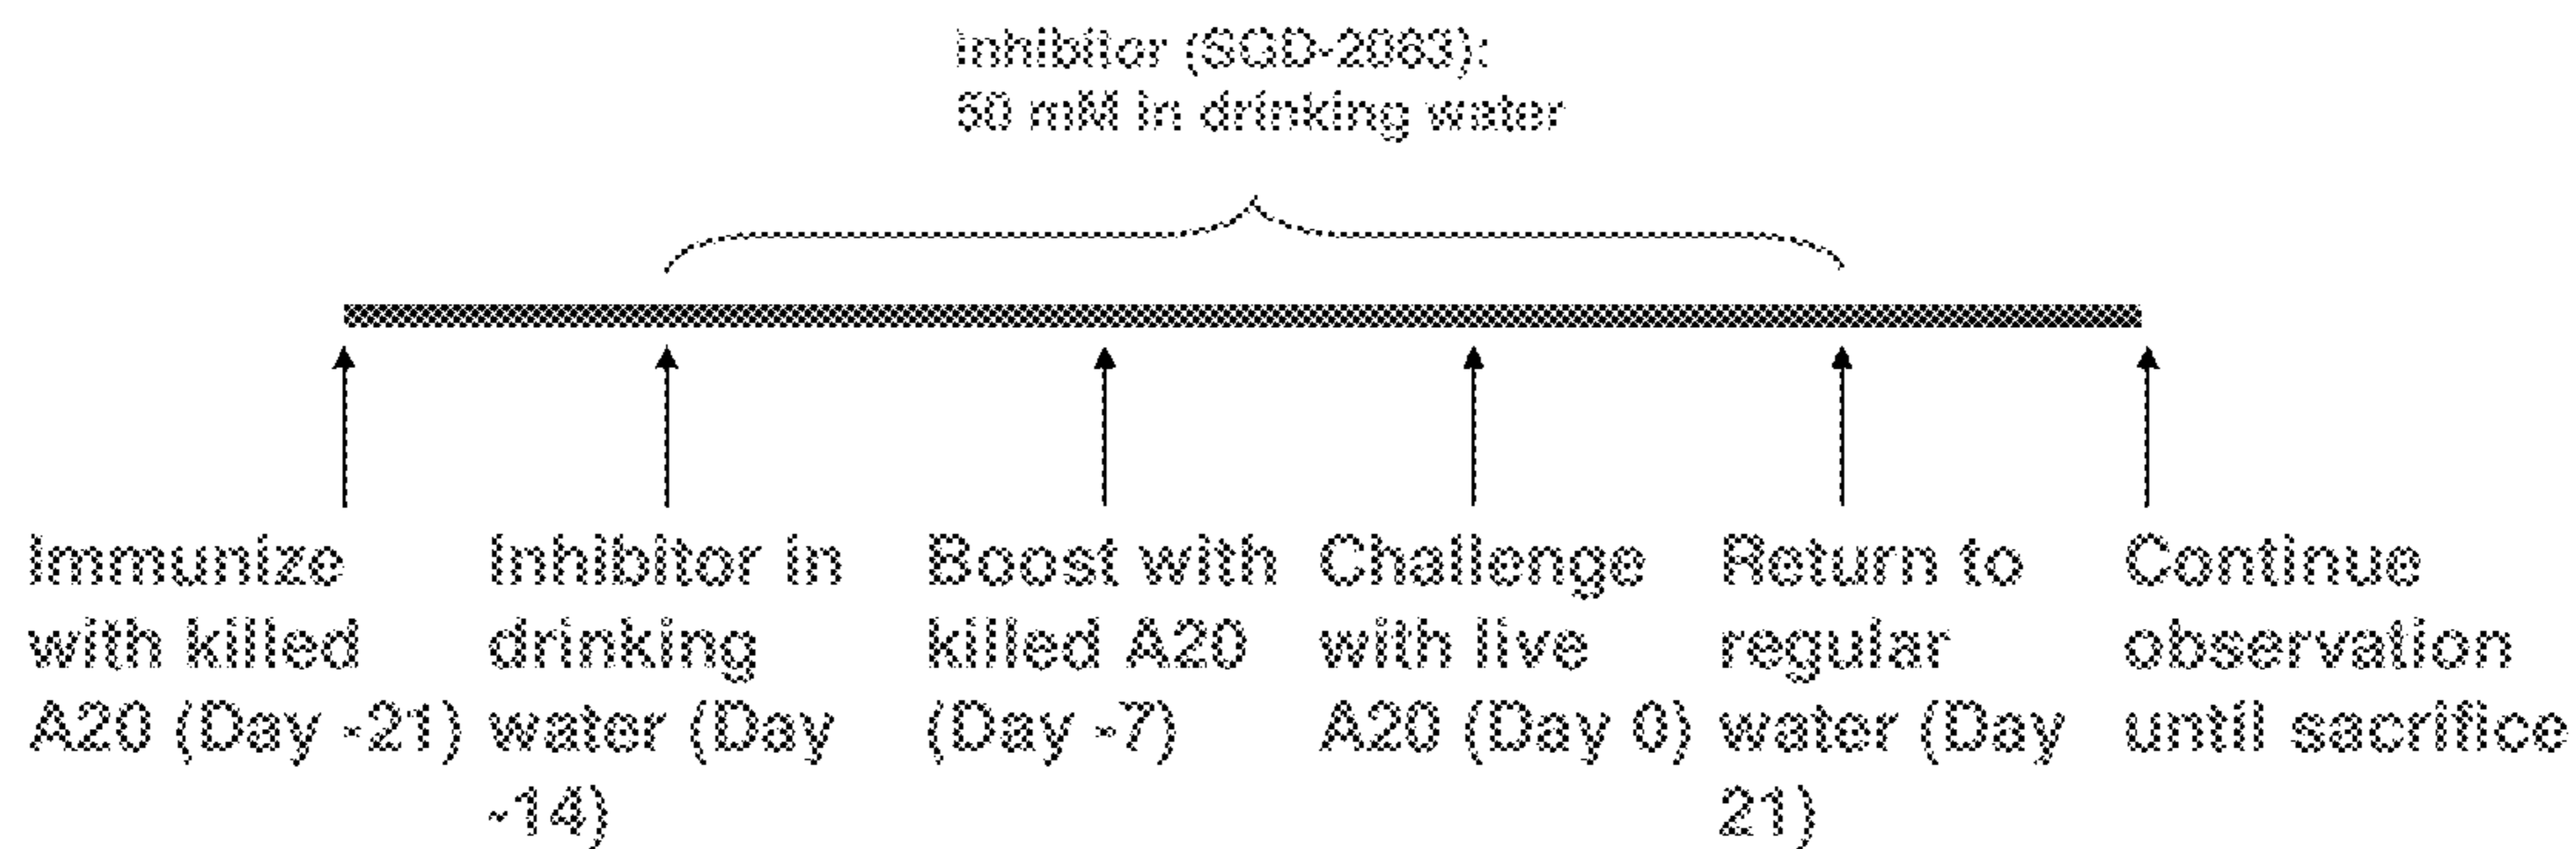 Inhibitor (SGD-2083):
50 mM in drinking water
Immunize
with killed
A20 (Day -21)
Inhibitor in
drinking
water (Day
-14)
Boost with
killed A20
(Day -7)
Challenge
with live
A20 (Day 0)
Return to
regular
water (Day
21)
Continue
observation
until sacrifice